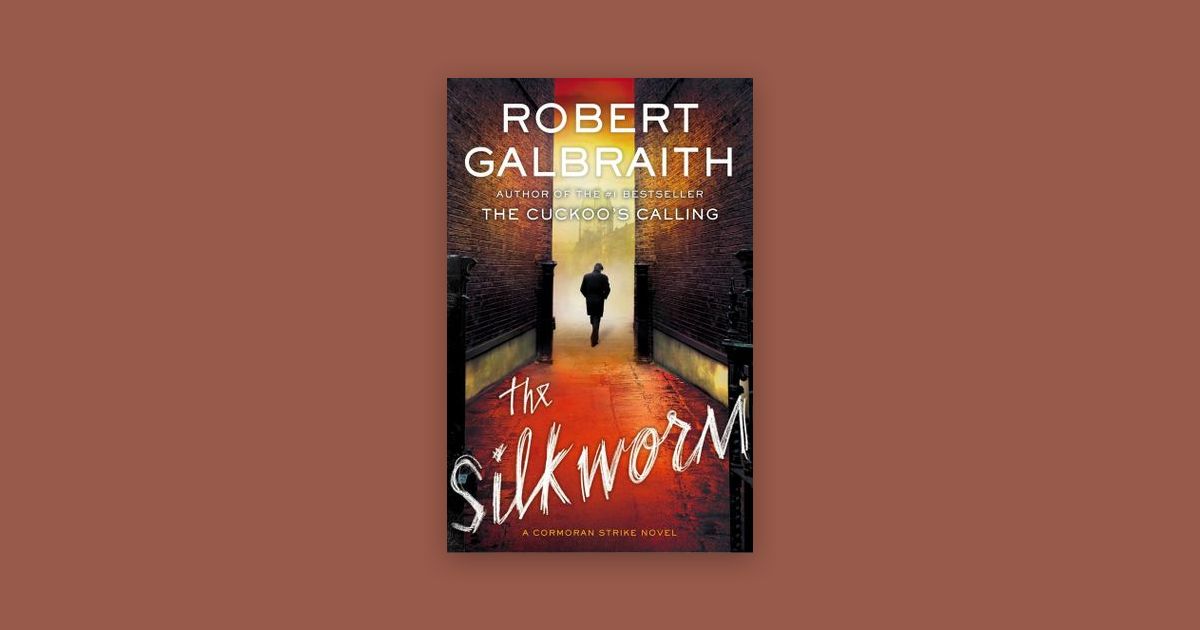 ROBERT
GALBRAITH
AUTHOR OF THE #1 BESTSELLER
THE CUCKOO'S CALLING
the
Silkworm
A CORMORAN STRIKE NOVEL